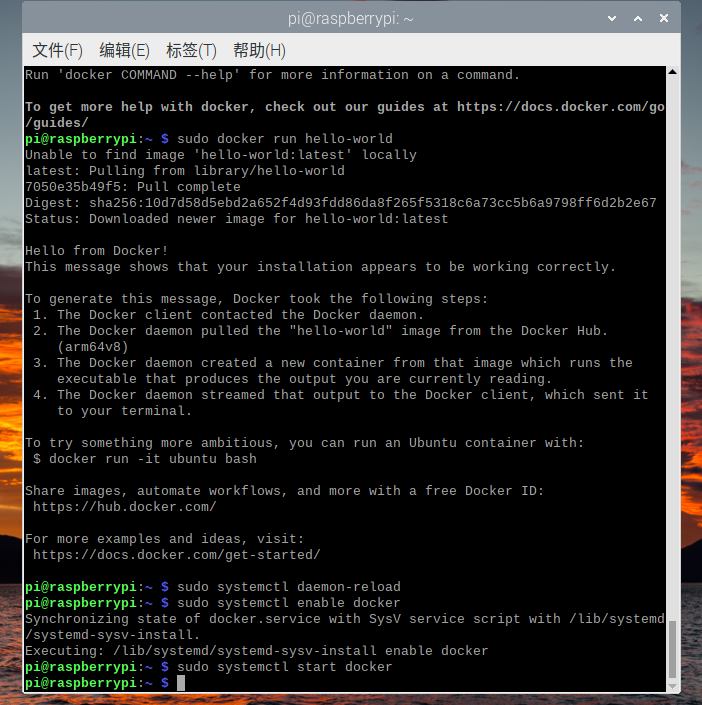 pi@raspberrypi: ~
文件(F) 编辑(E) 标签(T) 帮助(H)
Run 'docker COMMAND --help' for more information on a command.
To get more help with docker, check out our guides at https://docs.docker.com/go
/guides/
pi@raspberrypi:~ $ sudo docker run hello-world
Unable to find image 'hello-world:latest' locally
latest: Pulling from library/hello-world
7050e35b49f5: Pull complete
Digest: sha256:10d7d58d5ebd2a652f4d93fdd86da8f265f5318c6a73cc5b6a9798ff6d2b2e67
Status: Downloaded newer image for hello-world:latest
Hello from Docker!
This message shows that your installation appears to be working correctly.
To generate this message, Docker took the following steps:
1. The Docker client contacted the Docker daemon.
2. The Docker daemon pulled the "hello-world" image from the Docker Hub.
(arm64v8)
3. The Docker daemon created a new container from that image which runs the
executable that produces the output you are currently reading.
4. The Docker daemon streamed that output to the Docker client, which sent it
to your terminal.
To try something more ambitious, you can run an Ubuntu container with:
$ docker run -it ubuntu bash
Share images, automate workflows, and more with a free Docker ID:
https://hub.docker.com/
For more examples and ideas, visit:
https://docs.docker.com/get-started/
pi@raspberrypi:~ $ sudo systemctl daemon-reload
pi@raspberrypi:~ $ sudo systemctl enable docker
Synchronizing state of docker.service with SysV service script with /lib/systemd
/systemd-sysv-install.
Executing: /lib/systemd/systemd-sysv-install enable docker
pi@raspberrypi:~ $ sudo systemctl start docker
pi@raspberrypi:~ $